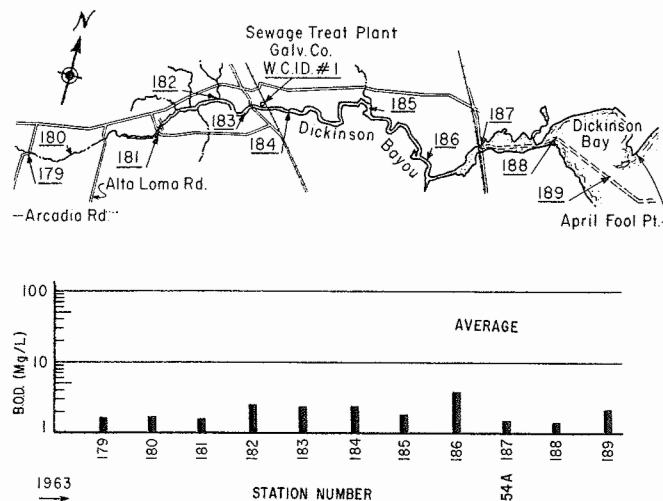 N
Sewage Treat Plant
Galv. Co.
W.C.I.D. #1
182
180
181
183
184
185
186
187
188
189
179
Dickinson
Bayou
Dickinson
Bay
Alta Loma Rd.
Arcadia Rd.
April Fool Pt.
100
10
1
B.O.D. (Mg/L)
AVERAGE
179 180 181 182 183 184 185 186 187 188 189
54A
1963
STATION NUMBER